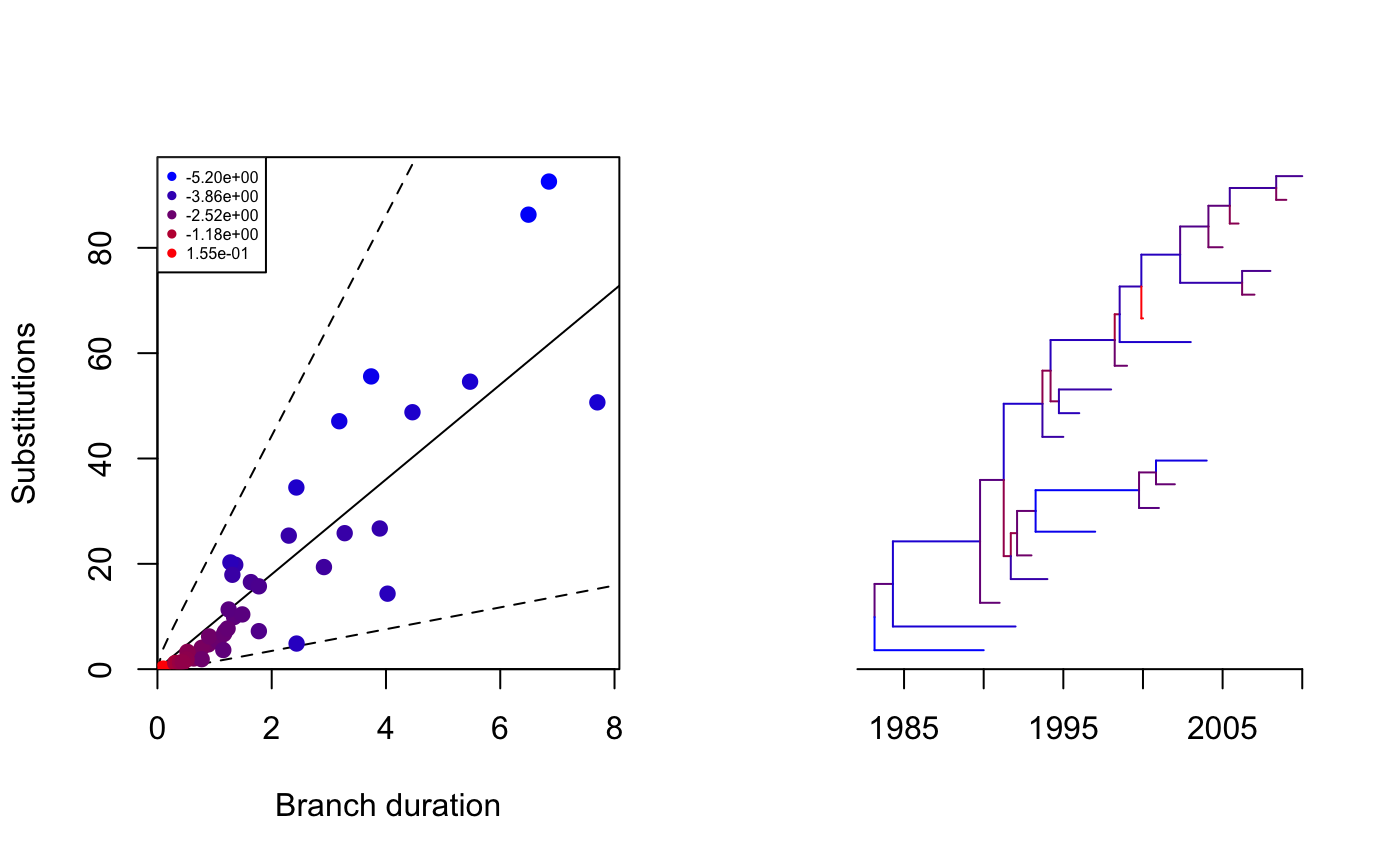 -5.20e+00
-3.86e+00
-2.52e+00
-1.18e+00
1.55e-01
Substitutions
80
60
40
20
0
0 2 4 6 8
Branch duration
1985 1995 2005